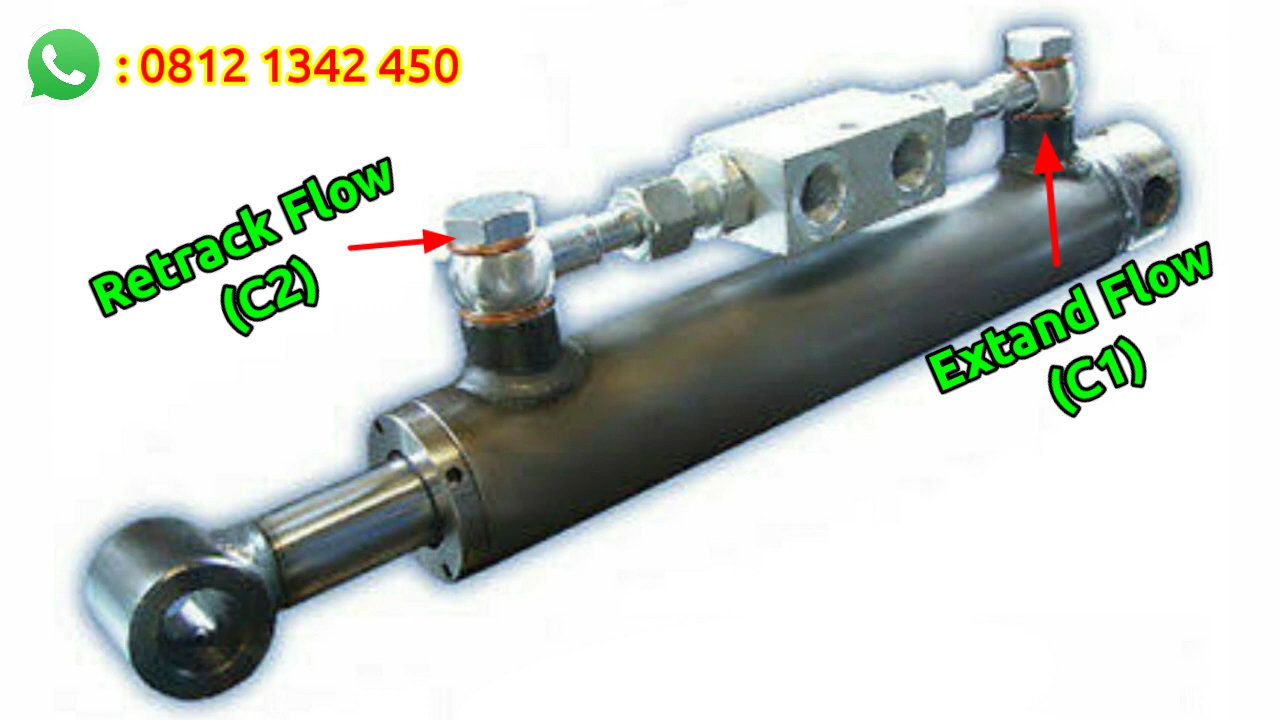 : 0812 1342 450
Retrack Flow
(C2)
Extand Flow
(C1)